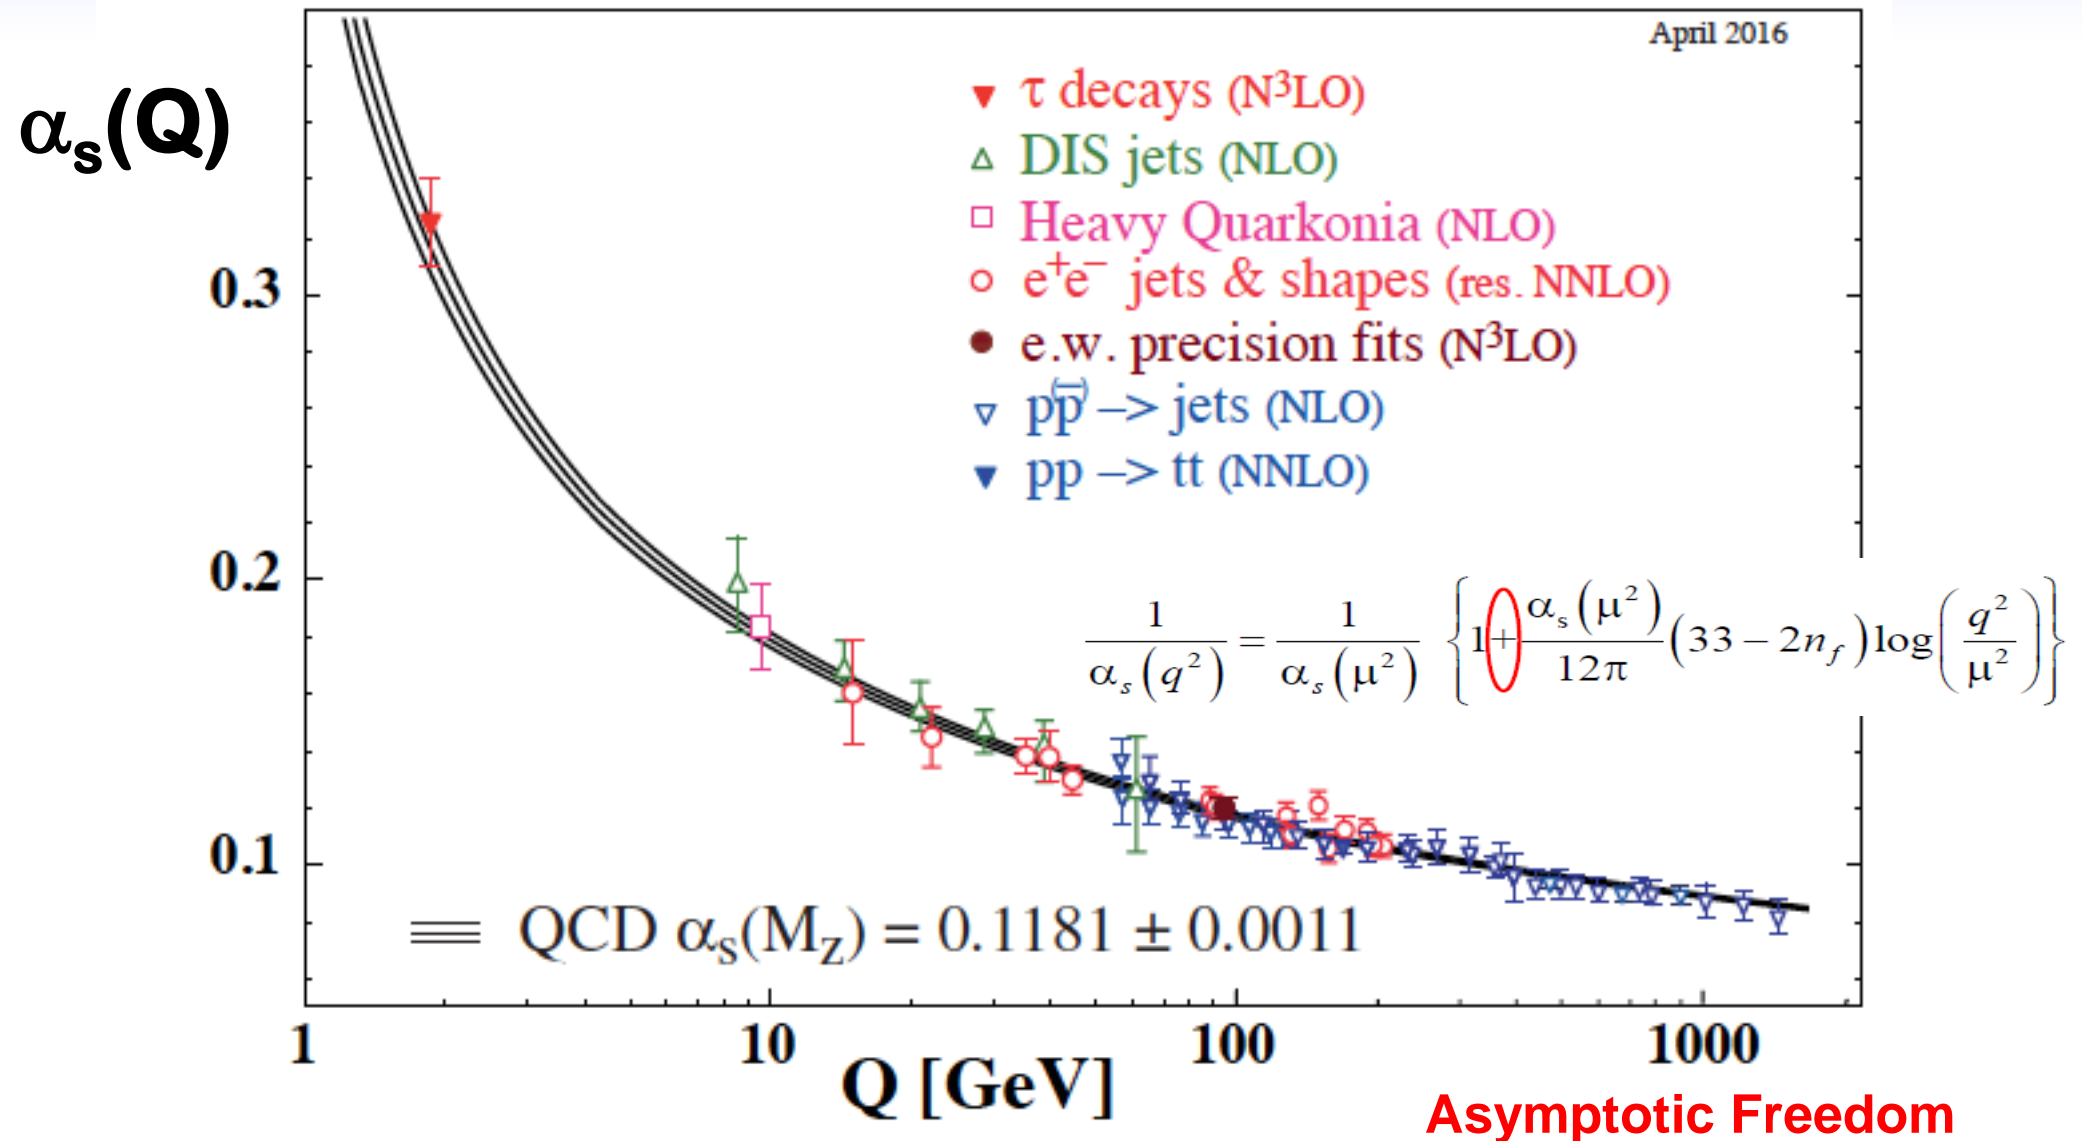 April 2016
αs(Q)
τ decays (N³LO)
DIS jets (NLO)
Heavy Quarkonia (NLO)
e⁺e⁻ jets & shapes (res. NNLO)
e.w. precision fits (N³LO)
pp̄⁽⁾ –> jets (NLO)
pp –> tt (NNLO)
0.3
0.2
0.1
1/αs(q²) = 1/αs(μ²) {1+αs(μ²)/12π (33 − 2nf)log(q²/μ²)}
QCD αs(Mz) = 0.1181 ± 0.0011
1 10 100 1000
Q [GeV]
Asymptotic Freedom